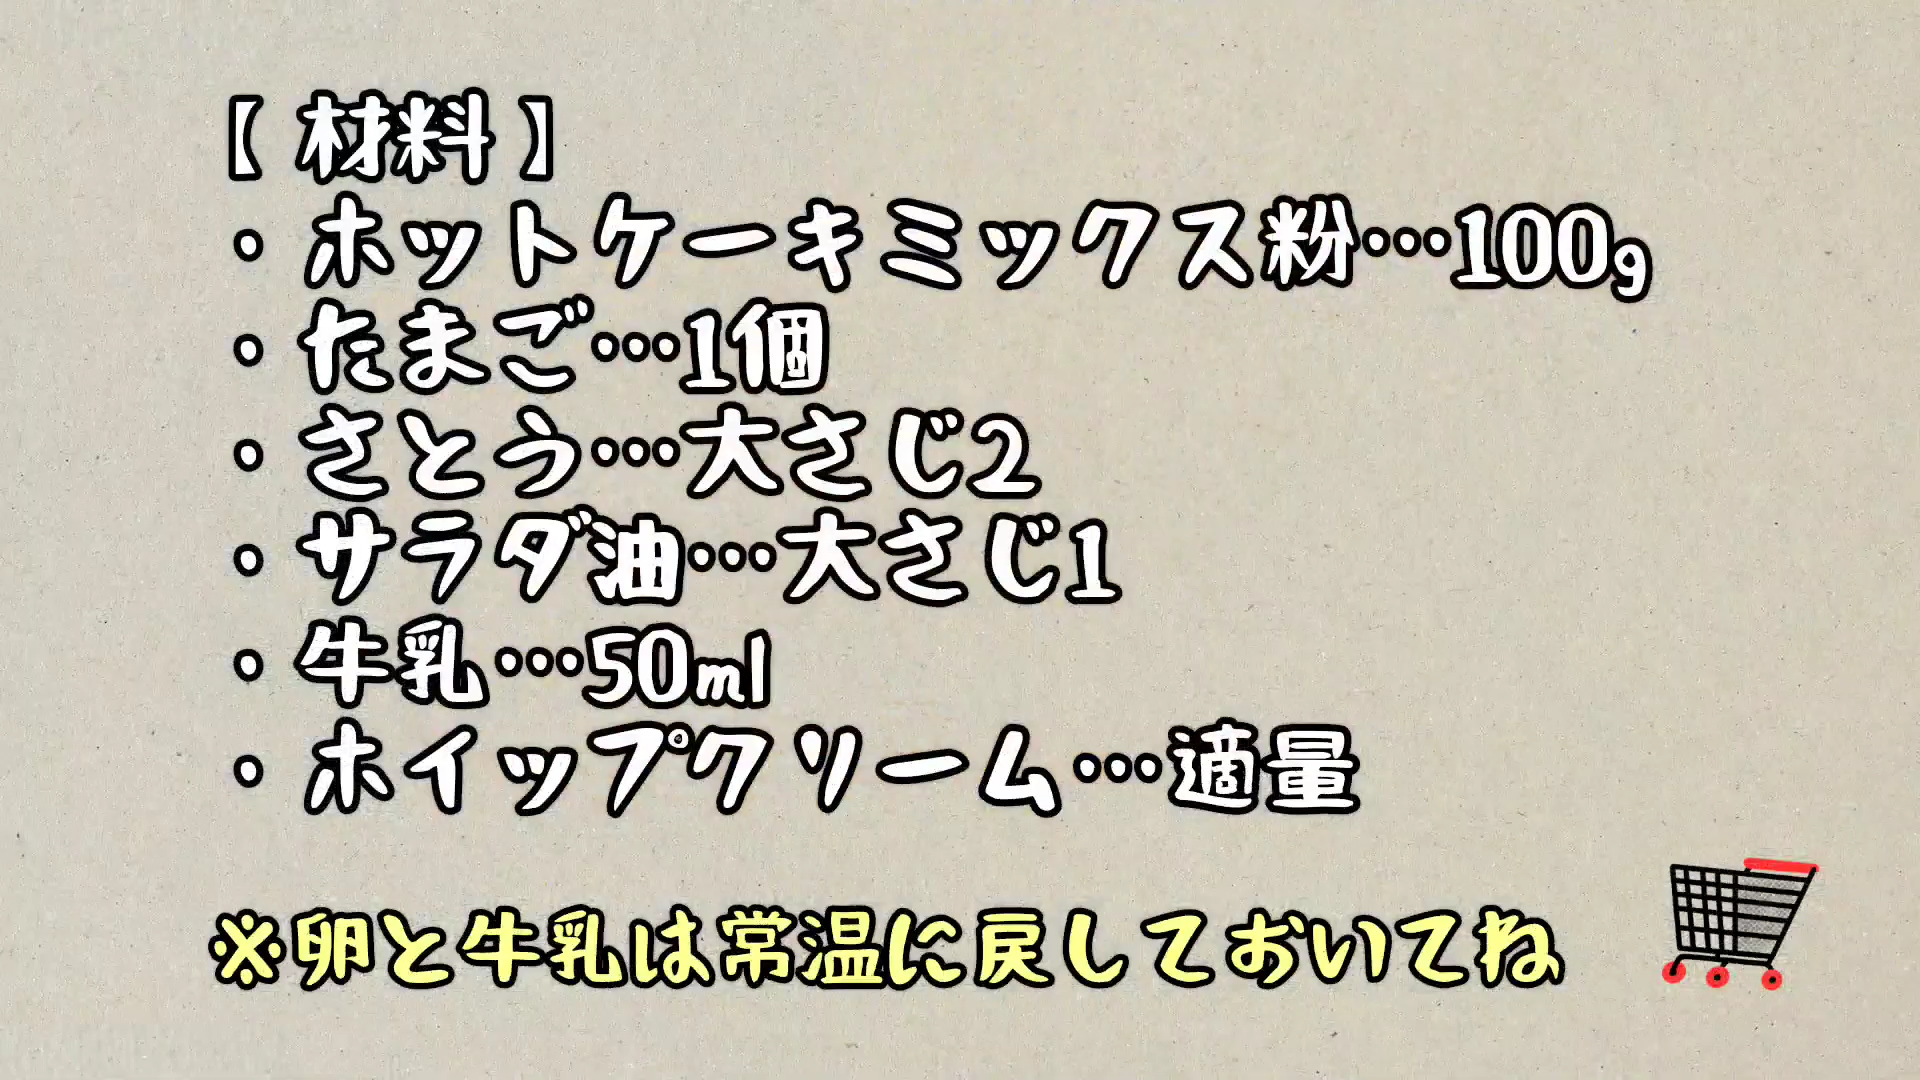 【 材料 】
・ホットケーキミックス粉…100g
・たまご…1個
・さとう…大さじ2
・サラダ油…大さじ1
・牛乳…50ml
・ホイップクリーム…適量
※卵と牛乳は常温に戻しておいてね